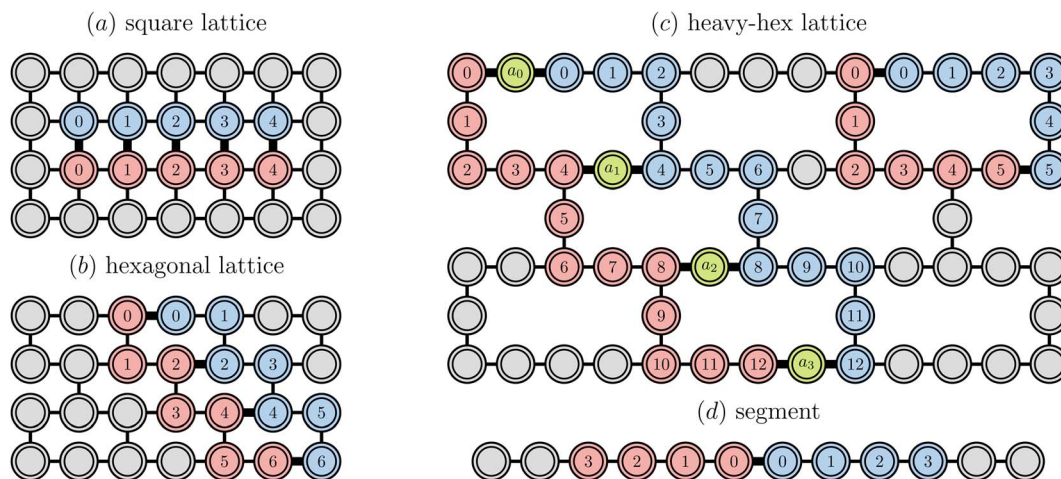 (a) square lattice
0 1 2 3 4
0 1 2 3 4
(b) hexagonal lattice
0 0 1
1 2 2 3
3 4 4 5
5 6 6
(c) heavy-hex lattice
0 a0 0 1 2 0 0 1 2 3
1 3 1 4
2 3 4 a1 4 5 6 2 3 4 5 5
5 7
6 7 8 a2 8 9 10
9 11
10 11 12 a3 12
(d) segment
3 2 1 0 0 1 2 3